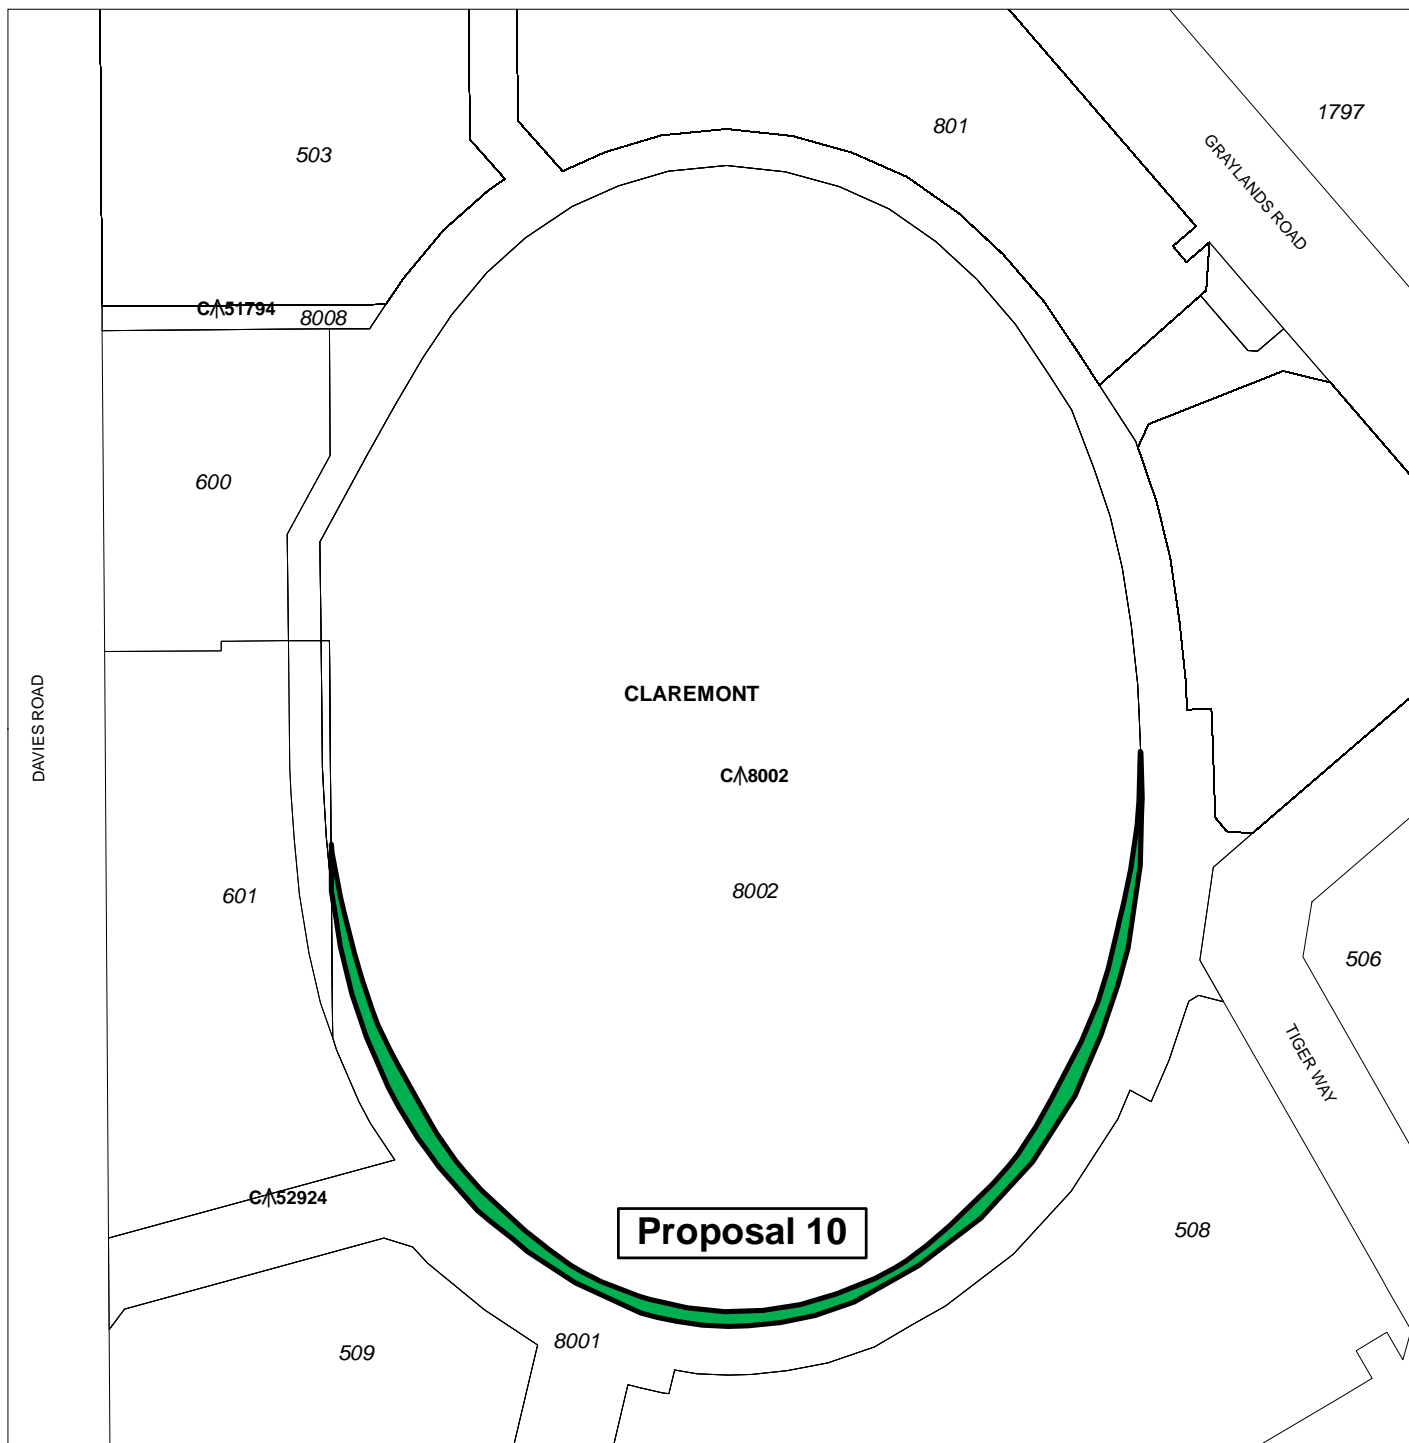 1797
801
503
GRAYLANDS ROAD
C 51794
8008
600
CLAREMONT
DAVIES ROAD
C 8002
8002
601
506
TIGER WAY
C 52924
Proposal 10
508
8001
509